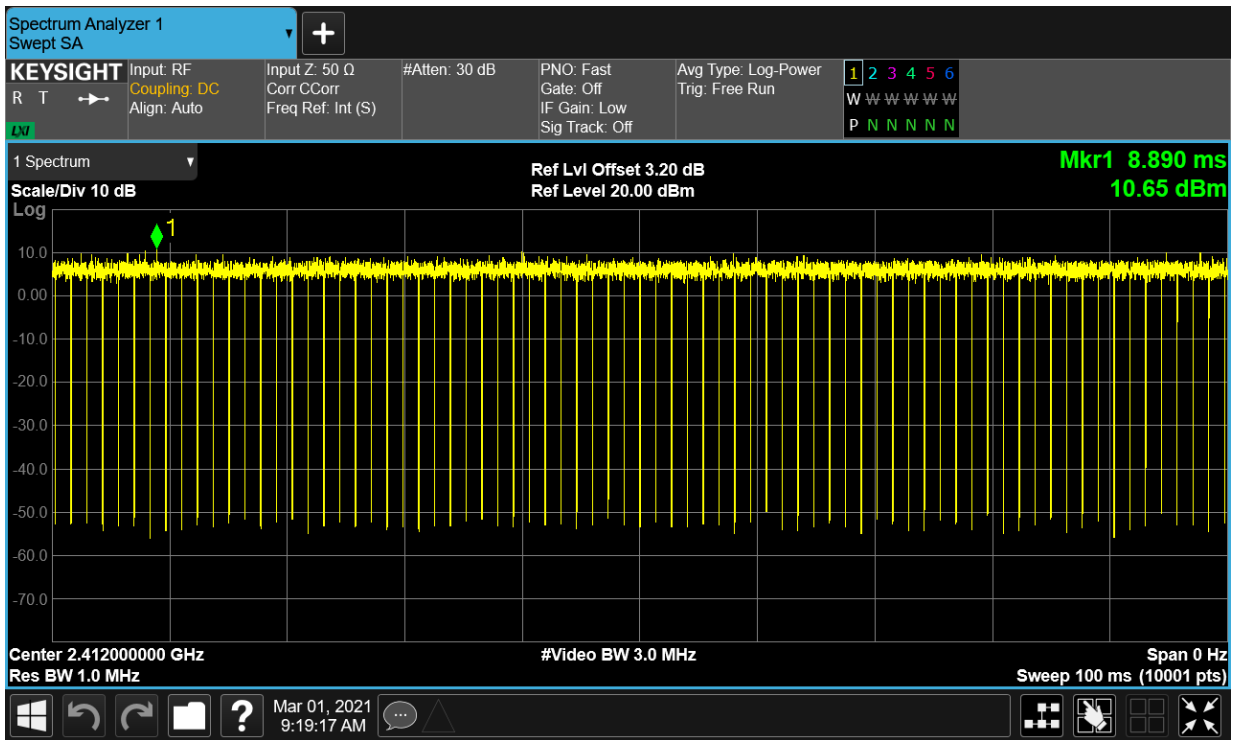 Spectrum Analyzer 1
Swept SA
KEYSIGHT
R T
LXI
Input: RF
Coupling: DC
Align: Auto
Input Z: 50 Ω
Corr CCorr
Freq Ref: Int (S)
#Atten: 30 dB
PNO: Fast
Gate: Off
IF Gain: Low
Sig Track: Off
Avg Type: Log-Power
Trig: Free Run
1 2 3 4 5 6
W W W W W W
P N N N N N
1 Spectrum
Scale/Div 10 dB
Log
Ref Lvl Offset 3.20 dB
Ref Level 20.00 dBm
Mkr1 8.890 ms
10.65 dBm
1
10.0
0.00
-10.0
-20.0
-30.0
-40.0
-50.0
-60.0
-70.0
Center 2.412000000 GHz
Res BW 1.0 MHz
#Video BW 3.0 MHz
Span 0 Hz
Sweep 100 ms (10001 pts)
?
Mar 01, 2021
9:19:17 AM